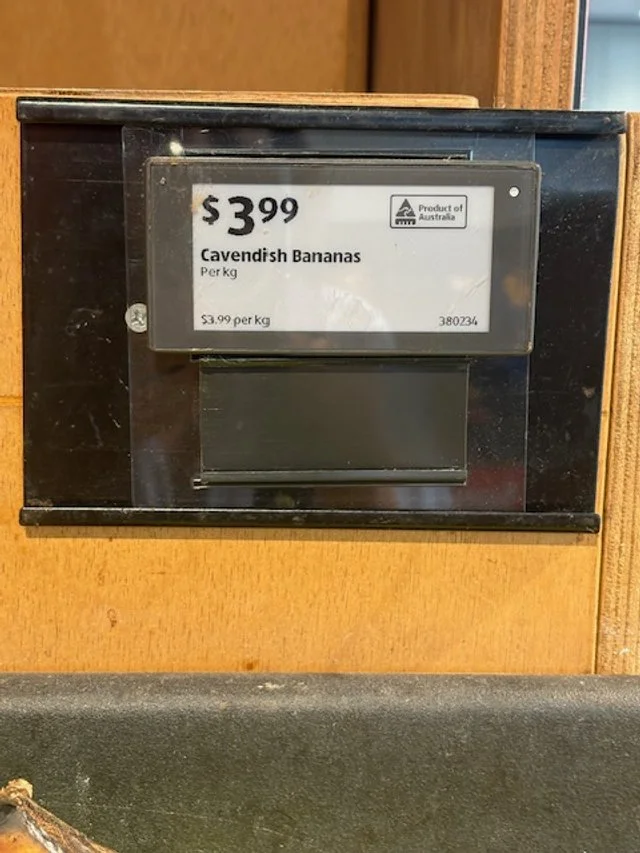 $3.99
Product of
Australia
Cavendish Bananas
Per kg
$3.99 per kg
380234